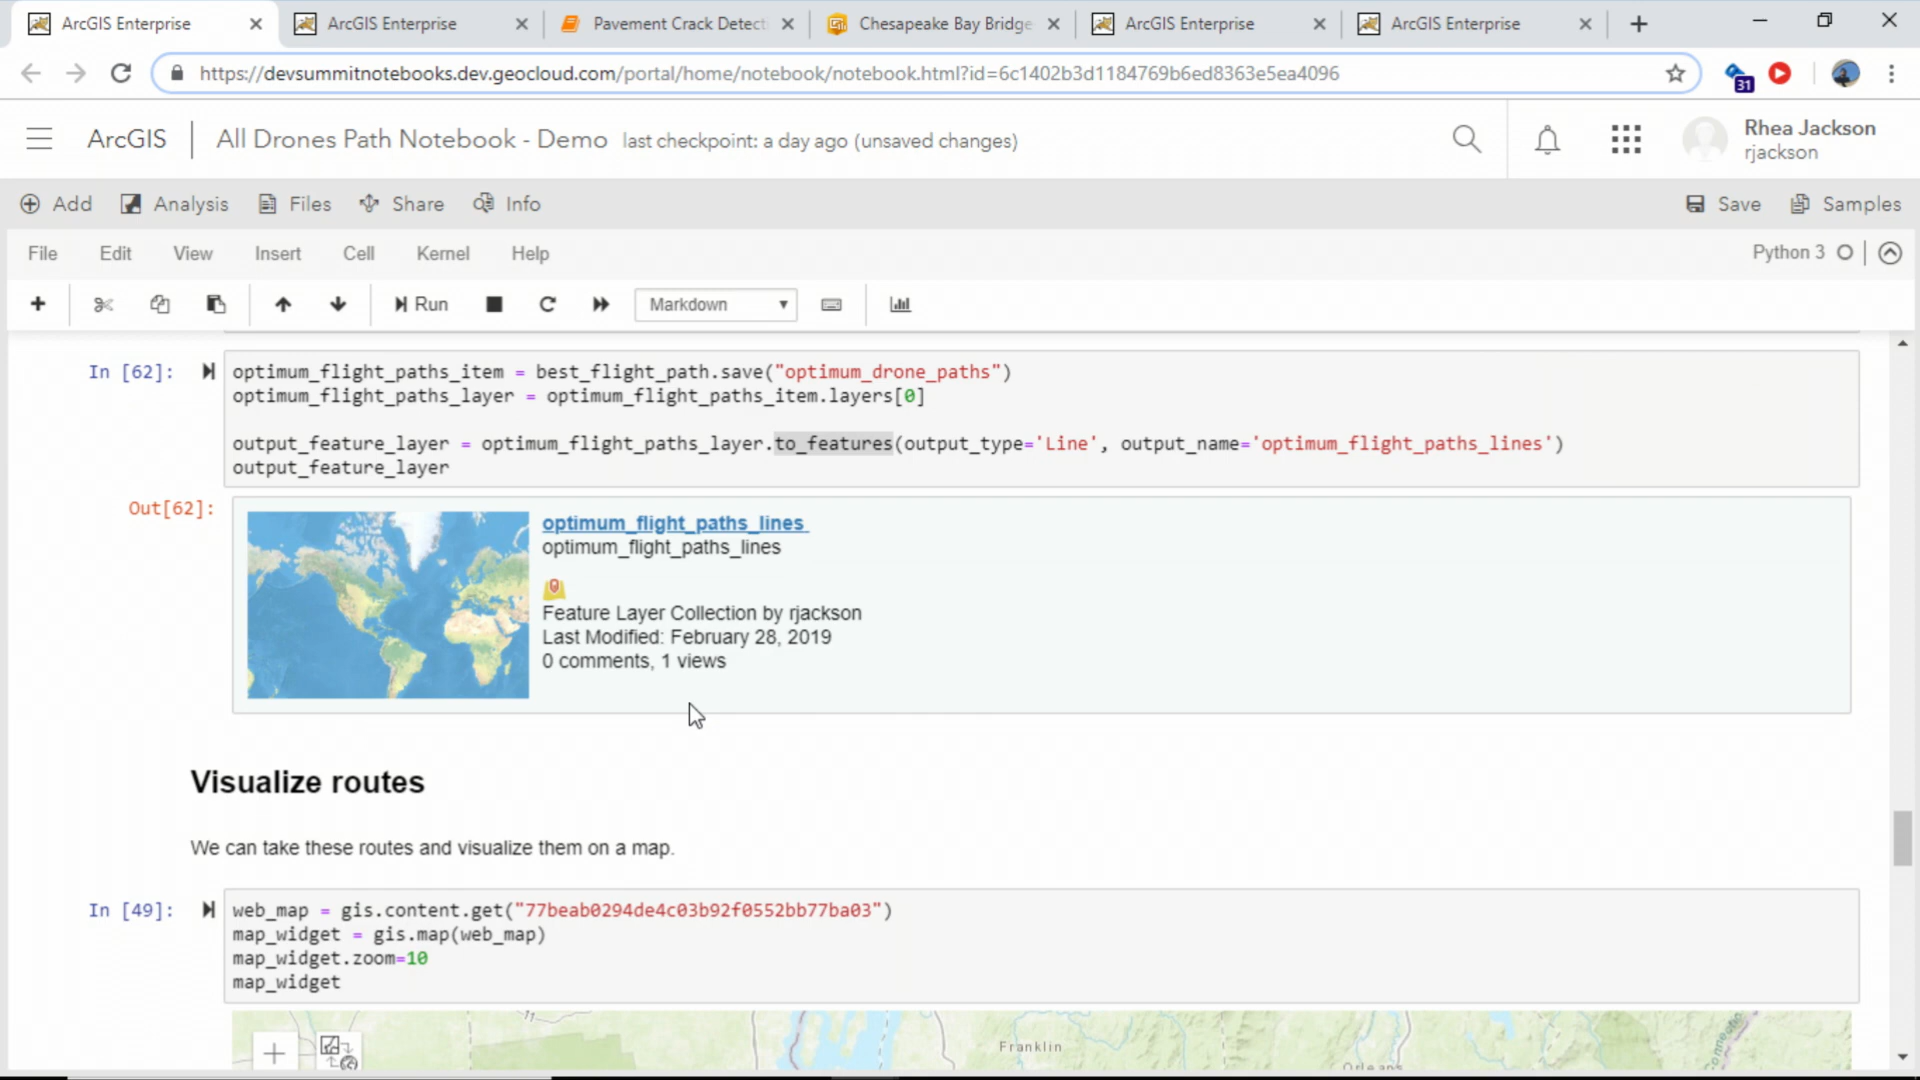 ArcGIS Enterprise
ArcGIS Enterprise
Pavement Crack Detect
Chesapeake Bay Bridge
ArcGIS Enterprise
ArcGIS Enterprise
https://devsummitnotebooks.dev.geocloud.com/portal/home/notebook/notebook.html?id=6c1402b3d1184769b6ed8363e5ea4096
31
ArcGIS
All Drones Path Notebook - Demo last checkpoint: a day ago (unsaved changes)
Rhea Jackson
rjackson
Add Analysis Files Share Info
Save Samples
File Edit View Insert Cell Kernel Help
Python 3
Run
Markdown
In [62]:
optimum_flight_paths_item = best_flight_path.save("optimum_drone_paths")
optimum_flight_paths_layer = optimum_flight_paths_item.layers[0]
output_feature_layer = optimum_flight_paths_layer.to_features(output_type='Line', output_name='optimum_flight_paths_lines')
output_feature_layer
Out[62]:
optimum_flight_paths_lines
optimum_flight_paths_lines
Feature Layer Collection by rjackson
Last Modified: February 28, 2019
0 comments, 1 views
Visualize routes
We can take these routes and visualize them on a map.
In [49]:
web_map = gis.content.get("77beab0294de4c03b92f0552bb77ba03")
map_widget = gis.map(web_map)
map_widget.zoom=10
map_widget
11
Franklin
Orleans